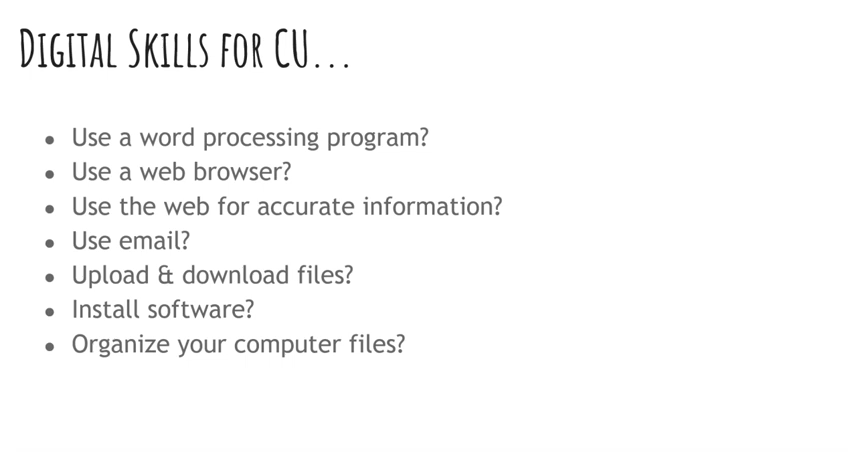 Digital Skills for CU...
• Use a word processing program?
• Use a web browser?
• Use the web for accurate information?
• Use email?
• Upload & download files?
• Install software?
• Organize your computer files?